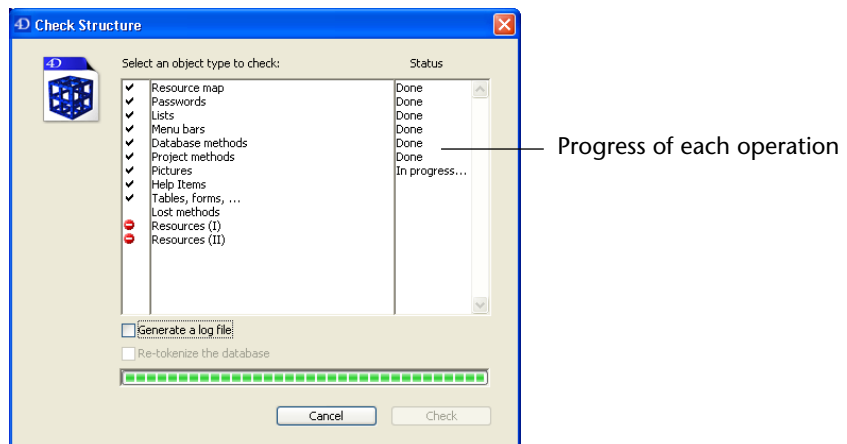 4D Check Structure
4D
Select an object type to check: Status
Resource map Done
Passwords Done
Lists Done
Menu bars Done
Database methods Done
Project methods Done
Pictures In progress...
Help Items
Tables, forms, ...
Lost methods
Resources (I)
Resources (II)
Progress of each operation
Generate a log file
Re-tokenize the database
Cancel Check